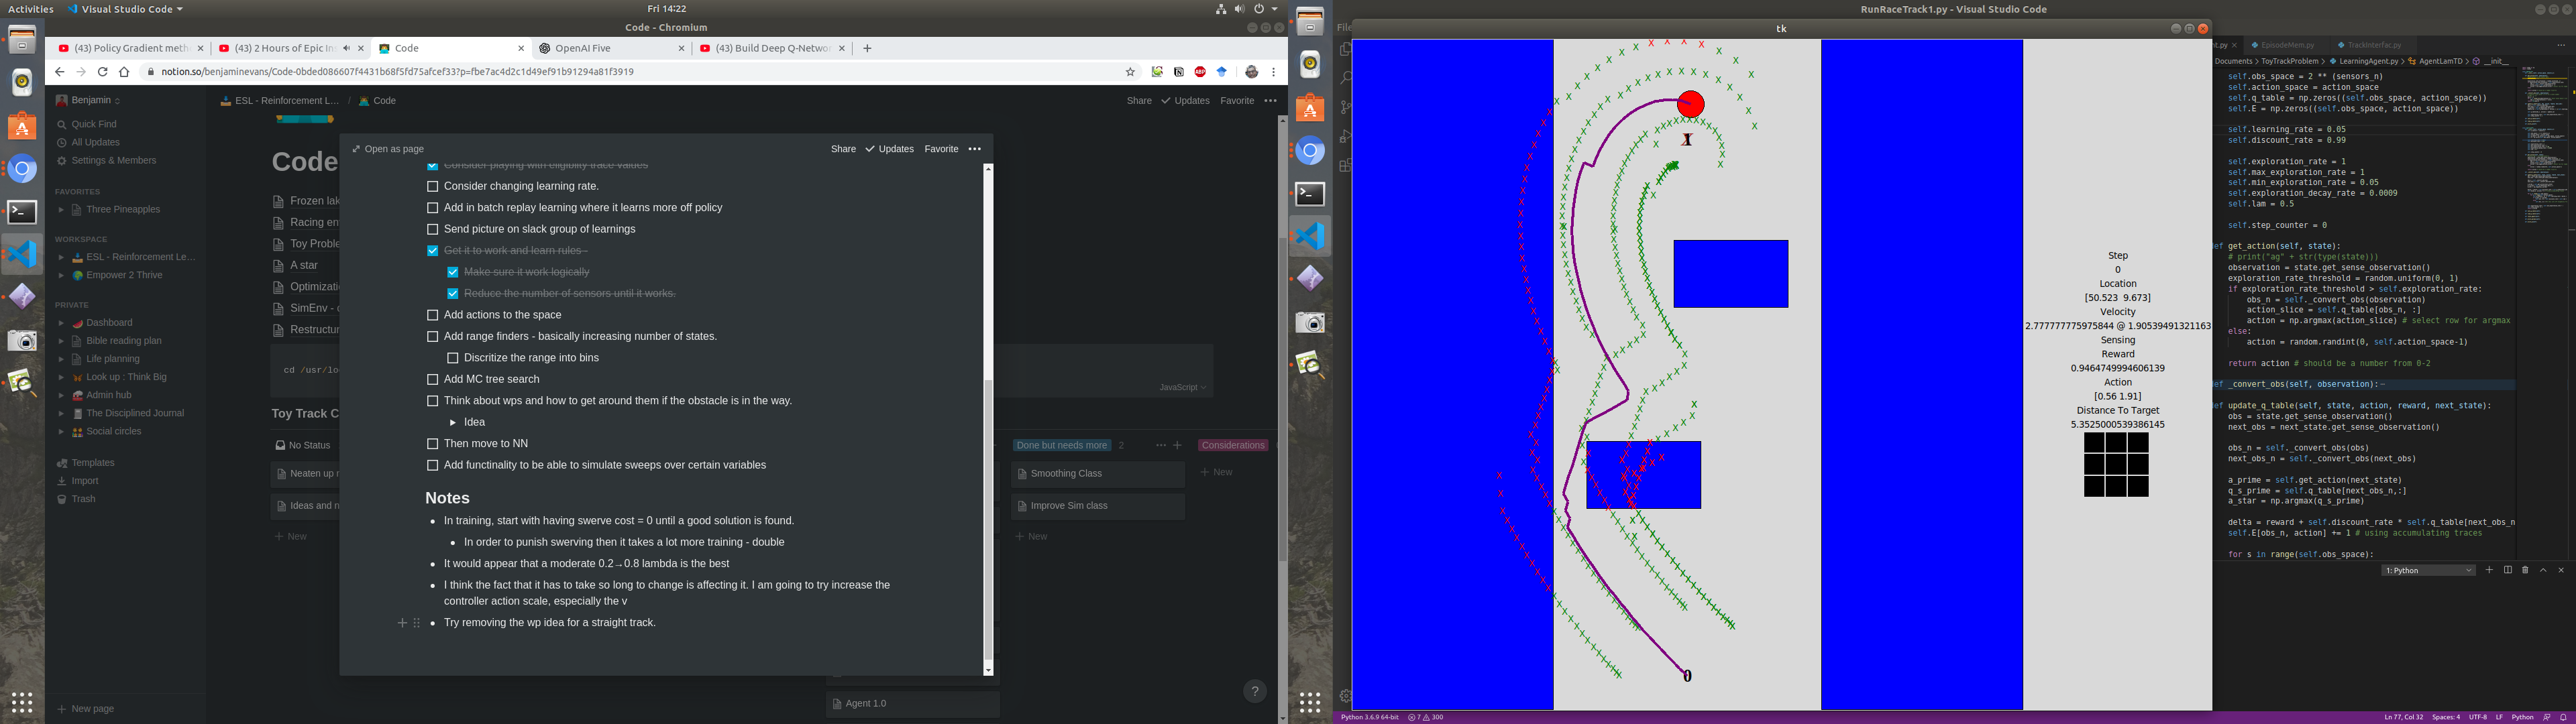 Activities
Visual Studio Code
Fri 14:22
Code - Chromium
(43) Policy Gradient meth
(43) 2 Hours of Epic Ins
Code
OpenAI Five
(43) Build Deep Q-Networ
notion.so/benjaminevans/Code-0bded086607f4431b68f5fd75afcef33?p=fbe7ac4d2c1d49ef91b91294a81f3919
Benjamin
Quick Find
All Updates
Settings & Members
FAVORITES
Three Pineapples
WORKSPACE
ESL - Reinforcement Le...
Empower 2 Thrive
PRIVATE
Dashboard
Bible reading plan
Life planning
Look up : Think Big
Admin hub
The Disciplined Journal
Social circles
Templates
Import
Trash
New page
ESL - Reinforcement L... / Code
Share
Updates
Favorite
Code
Frozen lak
Racing en
Toy Proble
A star
Optimizati
SimEnv - c
Restructur
cd /usr/lo
JavaScript
Toy Track C
No Status
Neaten up r
Ideas and n
New
Done but needs more 2
Smoothing Class
Improve Sim class
New
Considerations
New
Agent 1.0
?
Open as page
Share
Updates
Favorite
Consider playing with eligibility trace values
Consider changing learning rate.
Add in batch replay learning where it learns more off policy
Send picture on slack group of learnings
Get it to work and learn rules -
Make sure it work logically
Reduce the number of sensors until it works.
Add actions to the space
Add range finders - basically increasing number of states.
Discritize the range into bins
Add MC tree search
Think about wps and how to get around them if the obstacle is in the way.
Idea
Then move to NN
Add functinality to be able to simulate sweeps over certain variables
Notes
In training, start with having swerve cost = 0 until a good solution is found.
In order to punish swerving then it takes a lot more training - double
It would appear that a moderate 0.2→0.8 lambda is the best
I think the fact that it has to take so long to change is affecting it. I am going to try increase the
controller action scale, especially the v
Try removing the wp idea for a straight track.
RunRaceTrack1.py - Visual Studio Code
File
tk
0
Step
0
Location
[50.523 9.673]
Velocity
2.777777775975844 @ 1.90539491321163
Sensing
Reward
0.9464749994606139
Action
[0.56 1.91]
Distance To Target
5.3525000539386145
nt.py
EpisodeMem.py
TrackInterfac.py
Documents > ToyTrackProblem > LearningAgent.py > AgentLamTD > __init__
self.obs_space = 2 ** (sensors_n)
self.action_space = action_space
self.q_table = np.zeros((self.obs_space, action_space))
self.E = np.zeros((self.obs_space, action_space))
self.learning_rate = 0.05
self.discount_rate = 0.99
self.exploration_rate = 1
self.max_exploration_rate = 1
self.min_exploration_rate = 0.05
self.exploration_decay_rate = 0.0009
self.lam = 0.5
self.step_counter = 0
ef get_action(self, state):
# print("ag" + str(type(state)))
observation = state.get_sense_observation()
exploration_rate_threshold = random.uniform(0, 1)
if exploration_rate_threshold > self.exploration_rate:
obs_n = self._convert_obs(observation)
action_slice = self.q_table[obs_n, :]
action = np.argmax(action_slice) # select row for argmax
else:
action = random.randint(0, self.action_space-1)
return action # should be a number from 0-2
ef _convert_obs(self, observation):
ef update_q_table(self, state, action, reward, next_state):
obs = state.get_sense_observation()
next_obs = next_state.get_sense_observation()
obs_n = self._convert_obs(obs)
next_obs_n = self._convert_obs(next_obs)
a_prime = self.get_action(next_state)
q_s_prime = self.q_table[next_obs_n,:]
a_star = np.argmax(q_s_prime)
delta = reward + self.discount_rate * self.q_table[next_obs_n
self.E[obs_n, action] += 1 # using accumulating traces
for s in range(self.obs_space):
1: Python
Python 3.6.9 64-bit
7
300
Ln 77, Col 32
Spaces: 4
UTF-8
LF
Python